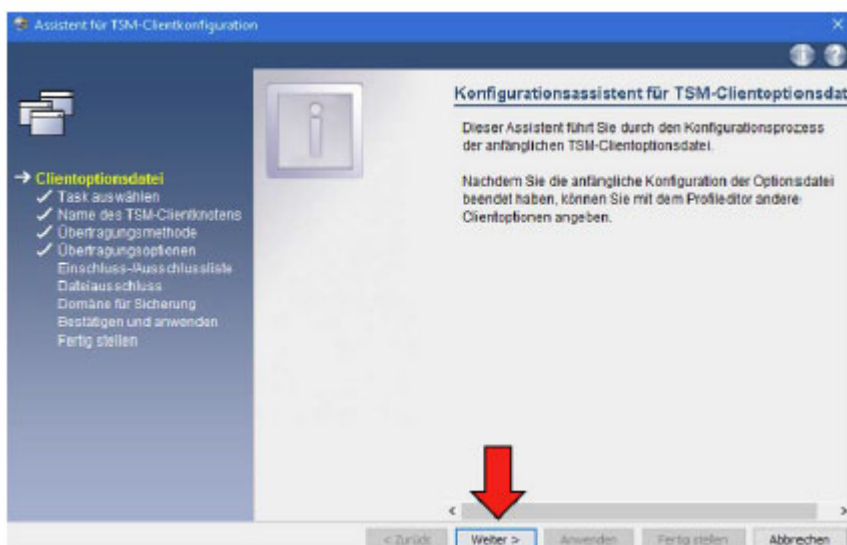 Assistent für TSM-Clientkonfiguration
Konfigurationsassistent für TSM-Clientoptionsdat
Dieser Assistent führt Sie durch den Konfigurationsprozess
der anfänglichen TSM-Clientoptionsdatei.
Nachdem Sie die anfängliche Konfiguration der Optionsdatei
beendet haben, können Sie mit dem Profileditor andere
Clientoptionen angeben.
Clientoptionsdatei
Task auswählen
Name des TSM-Clientknotens
Übertragungsmethode
Übertragungsoptionen
Einschluss-/Ausschlussliste
Dateiausschluss
Domäne für Sicherung
Bestätigen und anwenden
Fertig stellen
< Zurück
Weiter >
Anwenden
Fertig stellen
Abbrechen